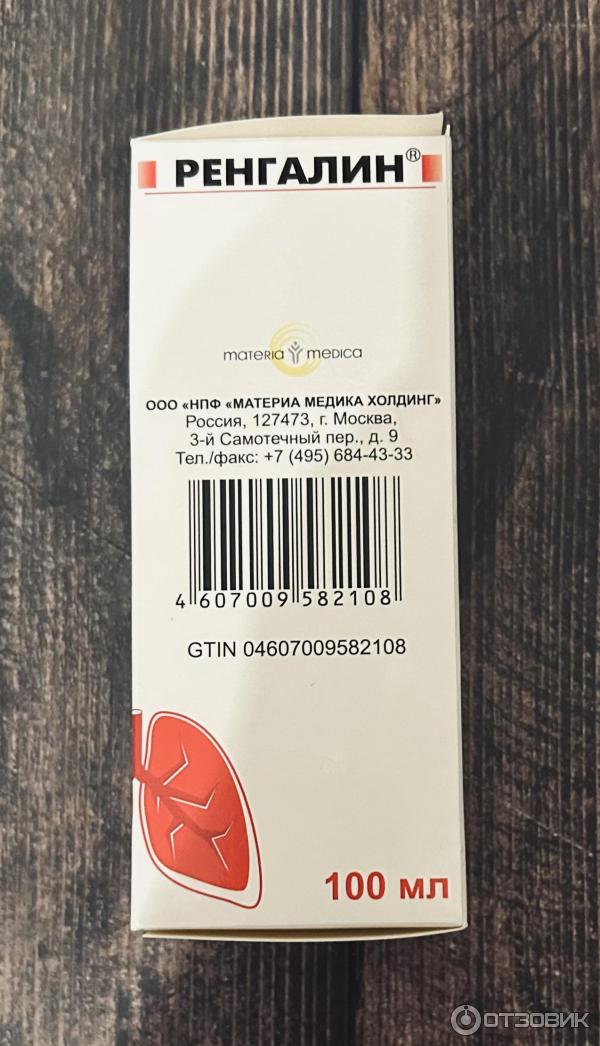 РЕНГАЛИН®
materia medica
ООО «НПФ «МАТЕРИА МЕДИКА ХОЛДИНГ»
Россия, 127473, г. Москва,
3-й Самотечный пер., д. 9
Тел./факс: +7 (495) 684-43-33
4 607009 582108
GTIN 04607009582108
100 мл
ОТЗОВИК